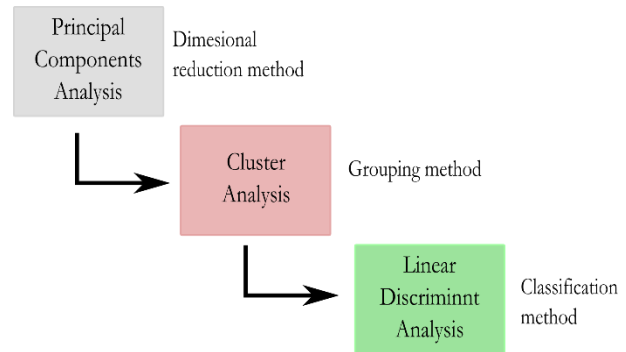 Principal
Components
Analysis
Dimesional
reduction method
Cluster
Analysis
Grouping method
Linear
Discriminnt
Analysis
Classification
method